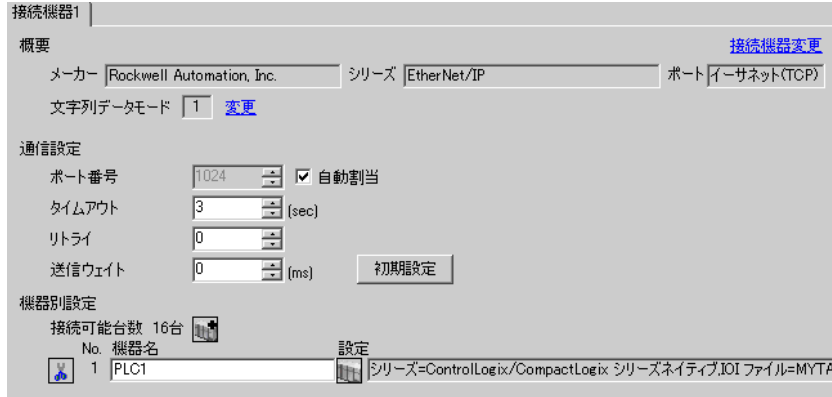 接続機器1
概要
接続機器変更
メーカー Rockwell Automation, Inc. シリーズ EtherNet/IP ポート イーサネット(TCP)
文字列データモード 1 変更
通信設定
ポート番号 1024 自動割当
タイムアウト 3 (sec)
リトライ 0
送信ウェイト 0 (ms) 初期設定
機器別設定
接続可能台数 16台
No. 機器名 設定
1 PLC1 シリーズ=ControlLogix/CompactLogix シリーズネイティブ,IOI ファイル=MYTA